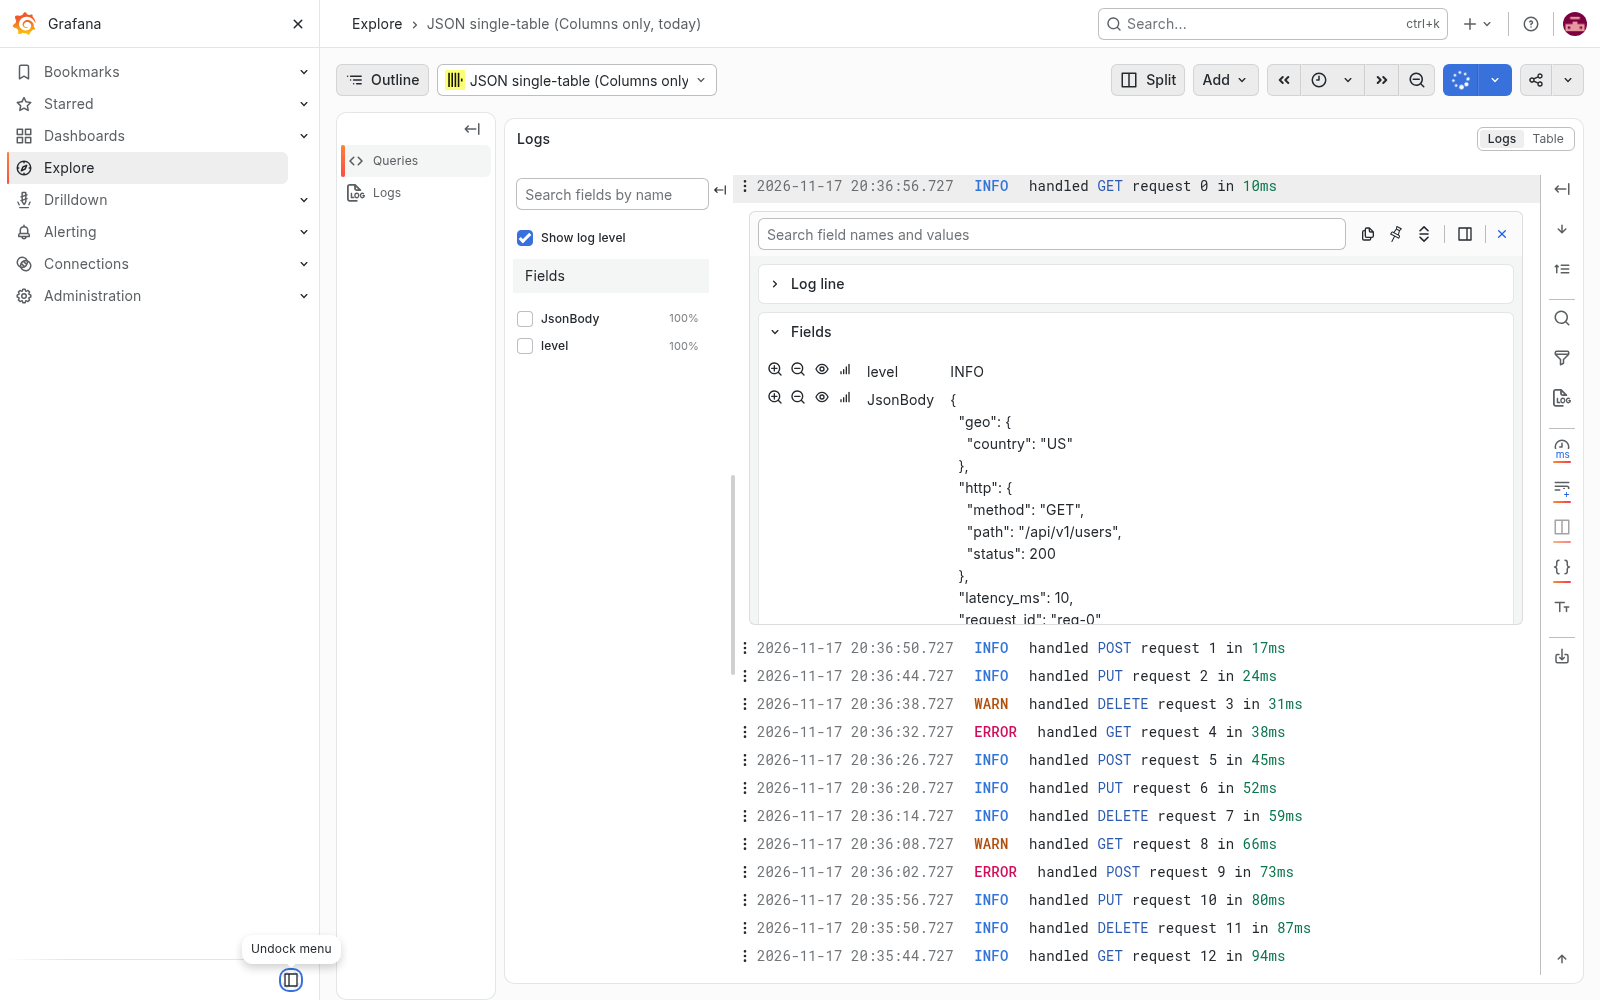 Grafana
Bookmarks
Starred
Dashboards
Explore
Drilldown
Alerting
Connections
Administration
Undock menu
Explore › JSON single-table (Columns only, today)
Search... ctrl+k
Outline
JSON single-table (Columns only
Split
Add
Queries
Logs
Logs
Logs Table
Search fields by name
Show log level
Fields
JsonBody 100%
level 100%
2026-11-17 20:36:56.727 INFO handled GET request 0 in 10ms
Search field names and values
Log line
Fields
level INFO
JsonBody {
"geo": {
"country": "US"
},
"http": {
"method": "GET",
"path": "/api/v1/users",
"status": 200
},
"latency_ms": 10,
"request_id": "req-0"
2026-11-17 20:36:50.727 INFO handled POST request 1 in 17ms
2026-11-17 20:36:44.727 INFO handled PUT request 2 in 24ms
2026-11-17 20:36:38.727 WARN handled DELETE request 3 in 31ms
2026-11-17 20:36:32.727 ERROR handled GET request 4 in 38ms
2026-11-17 20:36:26.727 INFO handled POST request 5 in 45ms
2026-11-17 20:36:20.727 INFO handled PUT request 6 in 52ms
2026-11-17 20:36:14.727 INFO handled DELETE request 7 in 59ms
2026-11-17 20:36:08.727 WARN handled GET request 8 in 66ms
2026-11-17 20:36:02.727 ERROR handled POST request 9 in 73ms
2026-11-17 20:35:56.727 INFO handled PUT request 10 in 80ms
2026-11-17 20:35:50.727 INFO handled DELETE request 11 in 87ms
2026-11-17 20:35:44.727 INFO handled GET request 12 in 94ms
LOG
ms
Tт